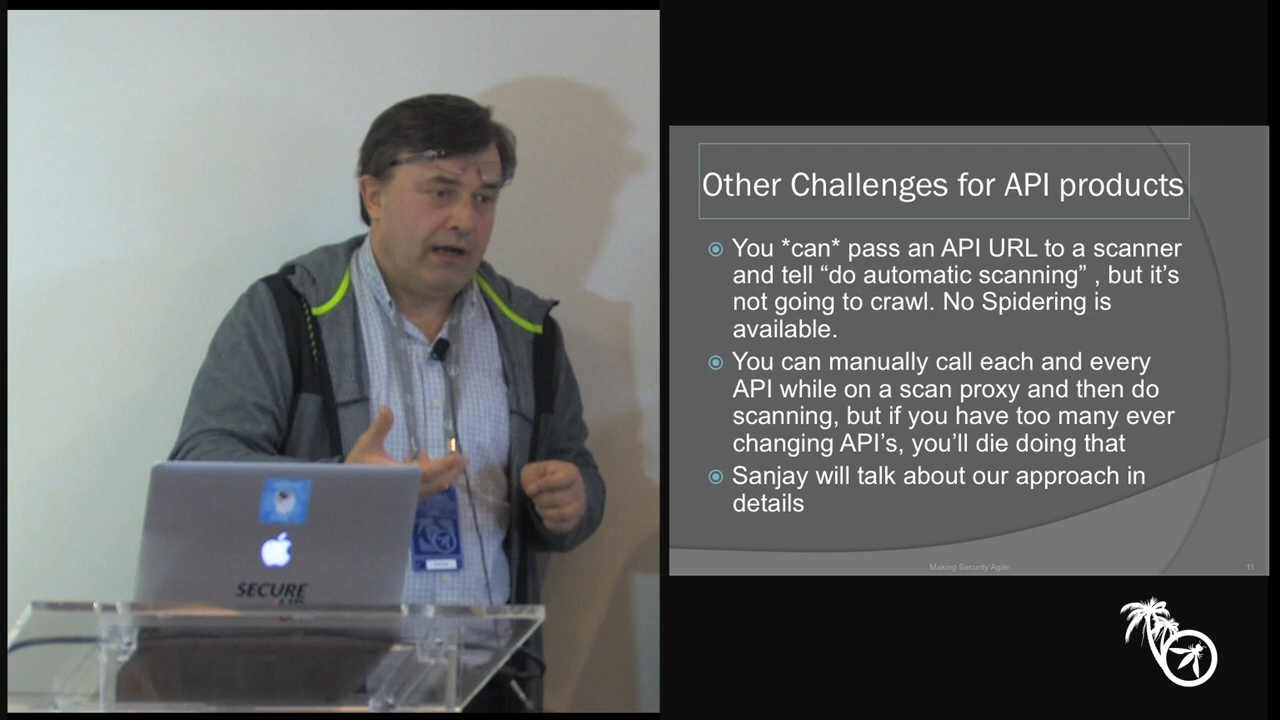 Other Challenges for API products
You *can* pass an API URL to a scanner
and tell “do automatic scanning” , but it’s
not going to crawl. No Spidering is
available.
You can manually call each and every
API while on a scan proxy and then do
scanning, but if you have too many ever
changing API’s, you’ll die doing that
Sanjay will talk about our approach in
details
Making Security Agile
11
SECURE